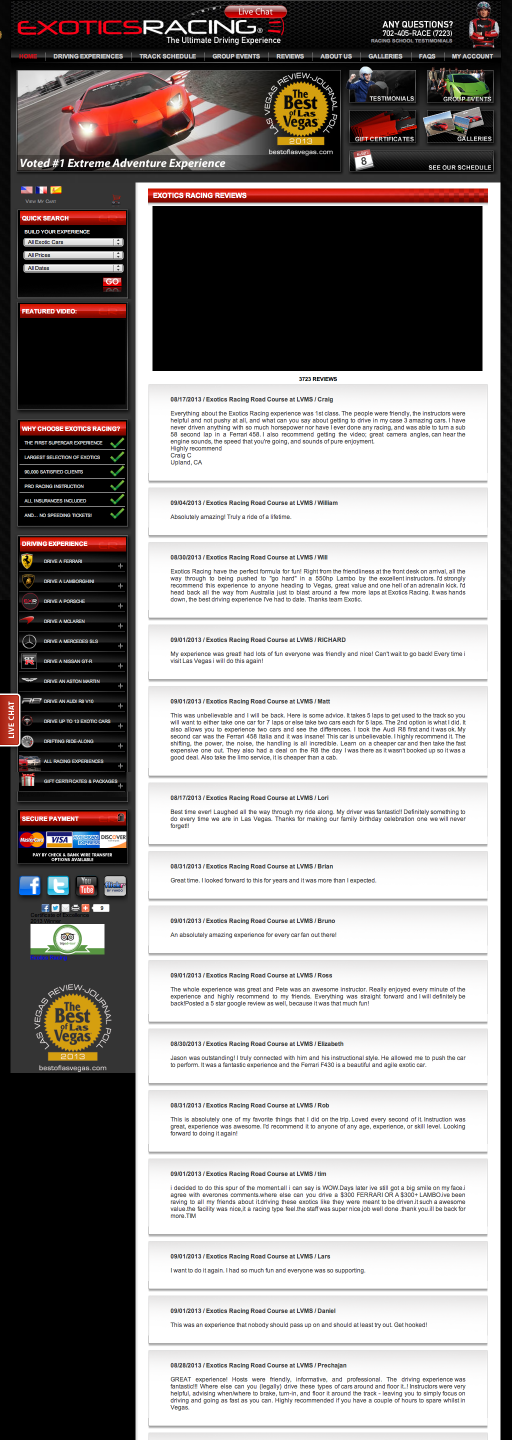 Live Chat
EXOTICSRACING®
The Ultimate Driving Experience
ANY QUESTIONS?
702-405-RACE (7223)
RACING SCHOOL TESTIMONIALS
HOME DRIVING EXPERIENCES TRACK SCHEDULE GROUP EVENTS REVIEWS ABOUT US GALLERIES FAQS MY ACCOUNT
LAS VEGAS REVIEW-JOURNAL POLL
The Best of Las Vegas
2013
bestoflasvegas.com
Voted #1 Extreme Adventure Experience
TESTIMONIALS
GROUP EVENTS
GIFT CERTIFICATES
GALLERIES
8
SEE OUR SCHEDULE
View My Cart
QUICK SEARCH
BUILD YOUR EXPERIENCE
All Exotic Cars
All Prices
All Dates
GO
FEATURED VIDEO:
WHY CHOOSE EXOTICS RACING?
THE FIRST SUPERCAR EXPERIENCE
LARGEST SELECTION OF EXOTICS
90,000 SATISFIED CLIENTS
PRO RACING INSTRUCTION
ALL INSURANCES INCLUDED
AND... NO SPEEDING TICKETS!
DRIVING EXPERIENCE
DRIVE A FERRARI
DRIVE A LAMBORGHINI
DRIVE A PORSCHE
DRIVE A MCLAREN
DRIVE A MERCEDES SLS
DRIVE A NISSAN GT-R
DRIVE AN ASTON MARTIN
DRIVE AN AUDI R8 V10
DRIVE UP TO 13 EXOTIC CARS
DRIFTING RIDE-ALONG
ALL RACING EXPERIENCES
GIFT CERTIFICATES & PACKAGES
LIVE CHAT
SECURE PAYMENT
MasterCard VISA AMERICAN EXPRESS DISCOVER
PAY BY CHECK & BANK WIRE TRANSFER
OPTIONS AVAILABLE
You Tube
0
Certificate of Excellence
2013 Winner
LAS VEGAS REVIEW-JOURNAL POLL
The Best of Las Vegas
2013
bestoflasvegas.com
EXOTICS RACING REVIEWS
3723 REVIEWS
08/17/2013 / Exotics Racing Road Course at LVMS / Craig
Everything about the Exotics Racing experience was 1st class. The people were friendly, the instructors were
helpful and not pushy at all, and what can you say about getting to drive in my case 3 amazing cars. I have
never driven anything with so much horsepower nor have I ever done any racing, and was able to turn a sub
58 second lap in a Ferrari 458. I also recommend getting the video; great camera angles, can hear the
engine sounds, the speed that you're going, and sounds of pure enjoyment.
Highly recommend
Craig C
Upland, CA
09/04/2013 / Exotics Racing Road Course at LVMS / William
Absolutely amazing! Truly a ride of a lifetime.
08/30/2013 / Exotics Racing Road Course at LVMS / Will
Exotics Racing have the perfect formula for fun! Right from the friendliness at the front desk on arrival, all the
way through to being pushed to "go hard" in a 550hp Lambo by the excellent instructors. I'd strongly
recommend this experience to anyone heading to Vegas, great value and one hell of an adrenalin kick. I'd
head back all the way from Australia just to blast around a few more laps at Exotics Racing. It was hands
down, the best driving experience I've had to date. Thanks team Exotic.
09/01/2013 / Exotics Racing Road Course at LVMS / RICHARD
My experience was great! had lots of fun everyone was friendly and nice! Can't wait to go back! Every time i
visit Las Vegas i will do this again!
09/01/2013 / Exotics Racing Road Course at LVMS / Matt
This was unbelievable and I will be back. Here is some advice. It takes 5 laps to get used to the track so you
will want to either take one car for 7 laps or else take two cars each for 5 laps. The 2nd option is what I did. It
also allows you to experience two cars and see the differences. I took the Audi R8 first and it was ok. My
second car was the Ferrari 458 Italia and it was insane! This car is unbelievable. I highly recommend it. The
shifting, the power, the noise, the handling is all incredible. Learn on a cheaper car and then take the fast
expensive one out. They also had a deal on the R8 the day I was there as it wasn't booked up so it was a
good deal. Also take the limo service, it is cheaper than a cab.
08/17/2013 / Exotics Racing Road Course at LVMS / Lori
Best time ever! Laughed all the way through my ride along. My driver was fantastic!! Definitely something to
do every time we are in Las Vegas. Thanks for making our family birthday celebration one we will never
forget!!
08/31/2013 / Exotics Racing Road Course at LVMS / Brian
Great time. I looked forward to this for years and it was more than I expected.
09/01/2013 / Exotics Racing Road Course at LVMS / Bruno
An absolutely amazing experience for every car fan out there!
09/01/2013 / Exotics Racing Road Course at LVMS / Ross
The whole experience was great and Pete was an awesome instructor. Really enjoyed every minute of the
experience and highly recommend to my friends. Everything was straight forward and I will definitely be
back!Posted a 5 star google review as well, because it was that much fun!
08/30/2013 / Exotics Racing Road Course at LVMS / Elizabeth
Jason was outstanding! I truly connected with him and his instructional style. He allowed me to push the car
to perform. It was a fantastic experience and the Ferrari F430 is a beautiful and agile exotic car.
08/31/2013 / Exotics Racing Road Course at LVMS / Rob
This is absolutely one of my favorite things that I did on the trip. Loved every second of it. Instruction was
great, experience was awesome. I'd recommend it to anyone of any age, experience, or skill level. Looking
forward to doing it again!
09/01/2013 / Exotics Racing Road Course at LVMS / tim
i decided to do this spur of the moment.all i can say is WOW.Days later ive still got a big smile on my face.i
agree with everones comments.where else can you drive a $300 FERRARI OR A $300+ LAMBO.ive been
raving to all my friends about it.driving these exotics like they were meant to be driven.it such a awesome
value.the facility was nice,it a racing type feel.the staff was super nice.job well done .thank you.ill be back for
more.TIM
09/01/2013 / Exotics Racing Road Course at LVMS / Lars
I want to do it again. I had so much fun and everyone was so supporting.
09/01/2013 / Exotics Racing Road Course at LVMS / Daniel
This was an experience that nobody should pass up on and should at least try out. Get hooked!
08/28/2013 / Exotics Racing Road Course at LVMS / Prechajan
GREAT experience! Hosts were friendly, informative, and professional. The driving experience was
fantastic!!! Where else can you (legally) drive these types of cars around and floor it..! Instructors were very
helpful, advising when/where to brake, turn-in, and floor it around the track - leaving you to simply focus on
driving and going as fast as you can. Highly recommended if you have a couple of hours to spare whilst in
Vegas.